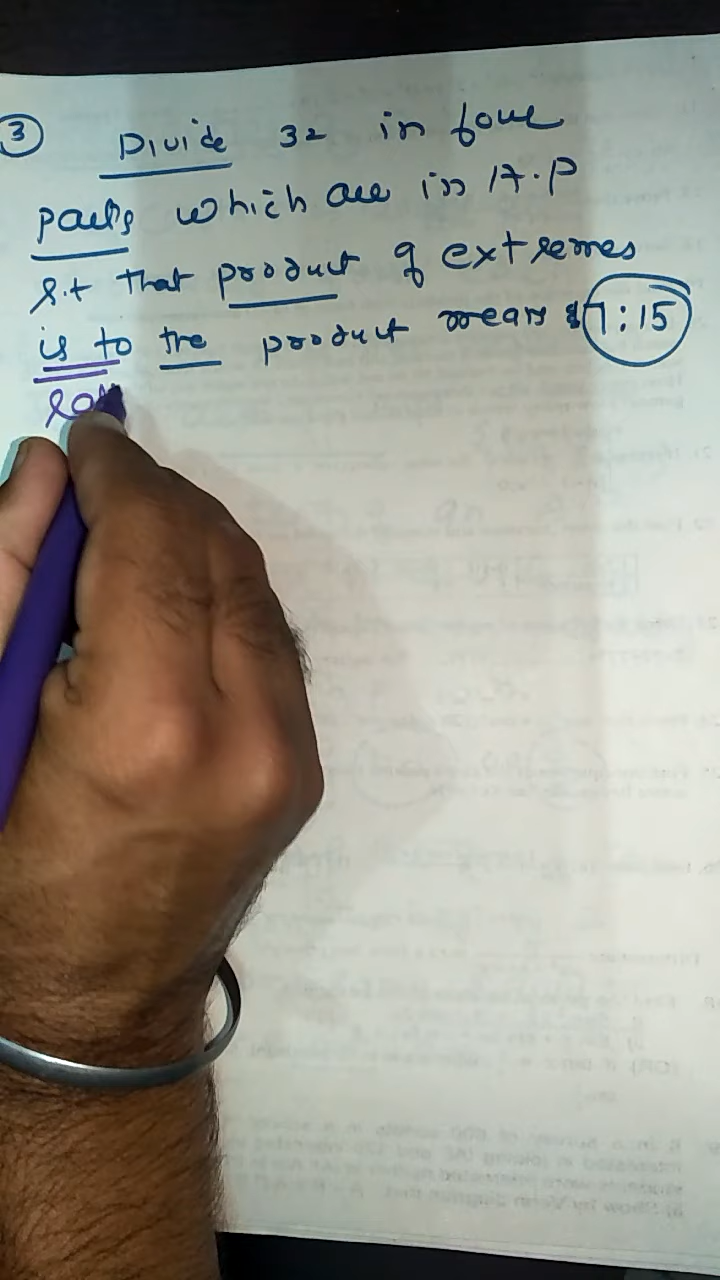 3 Divide 32 in four
parts which are in A.P
s.t that product of extremes
is to the product means 7:15
Sol